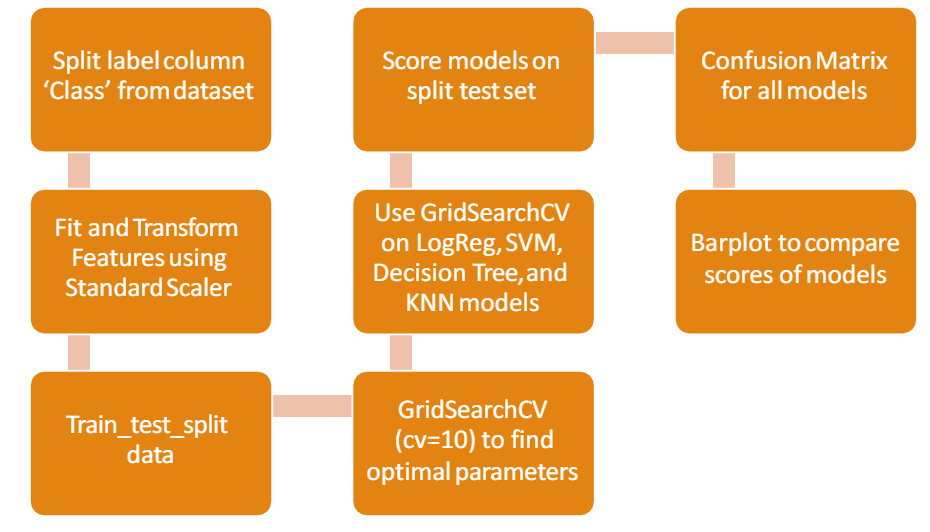 Split label column
‘Class’ from dataset
Fit and Transform
Features using
Standard Scaler
Train_test_split
data
GridSearchCV
(cv=10) to find
optimal parameters
Use GridSearchCV
on LogReg, SVM,
Decision Tree, and
KNN models
Score models on
split test set
Confusion Matrix
for all models
Barplot to compare
scores of models